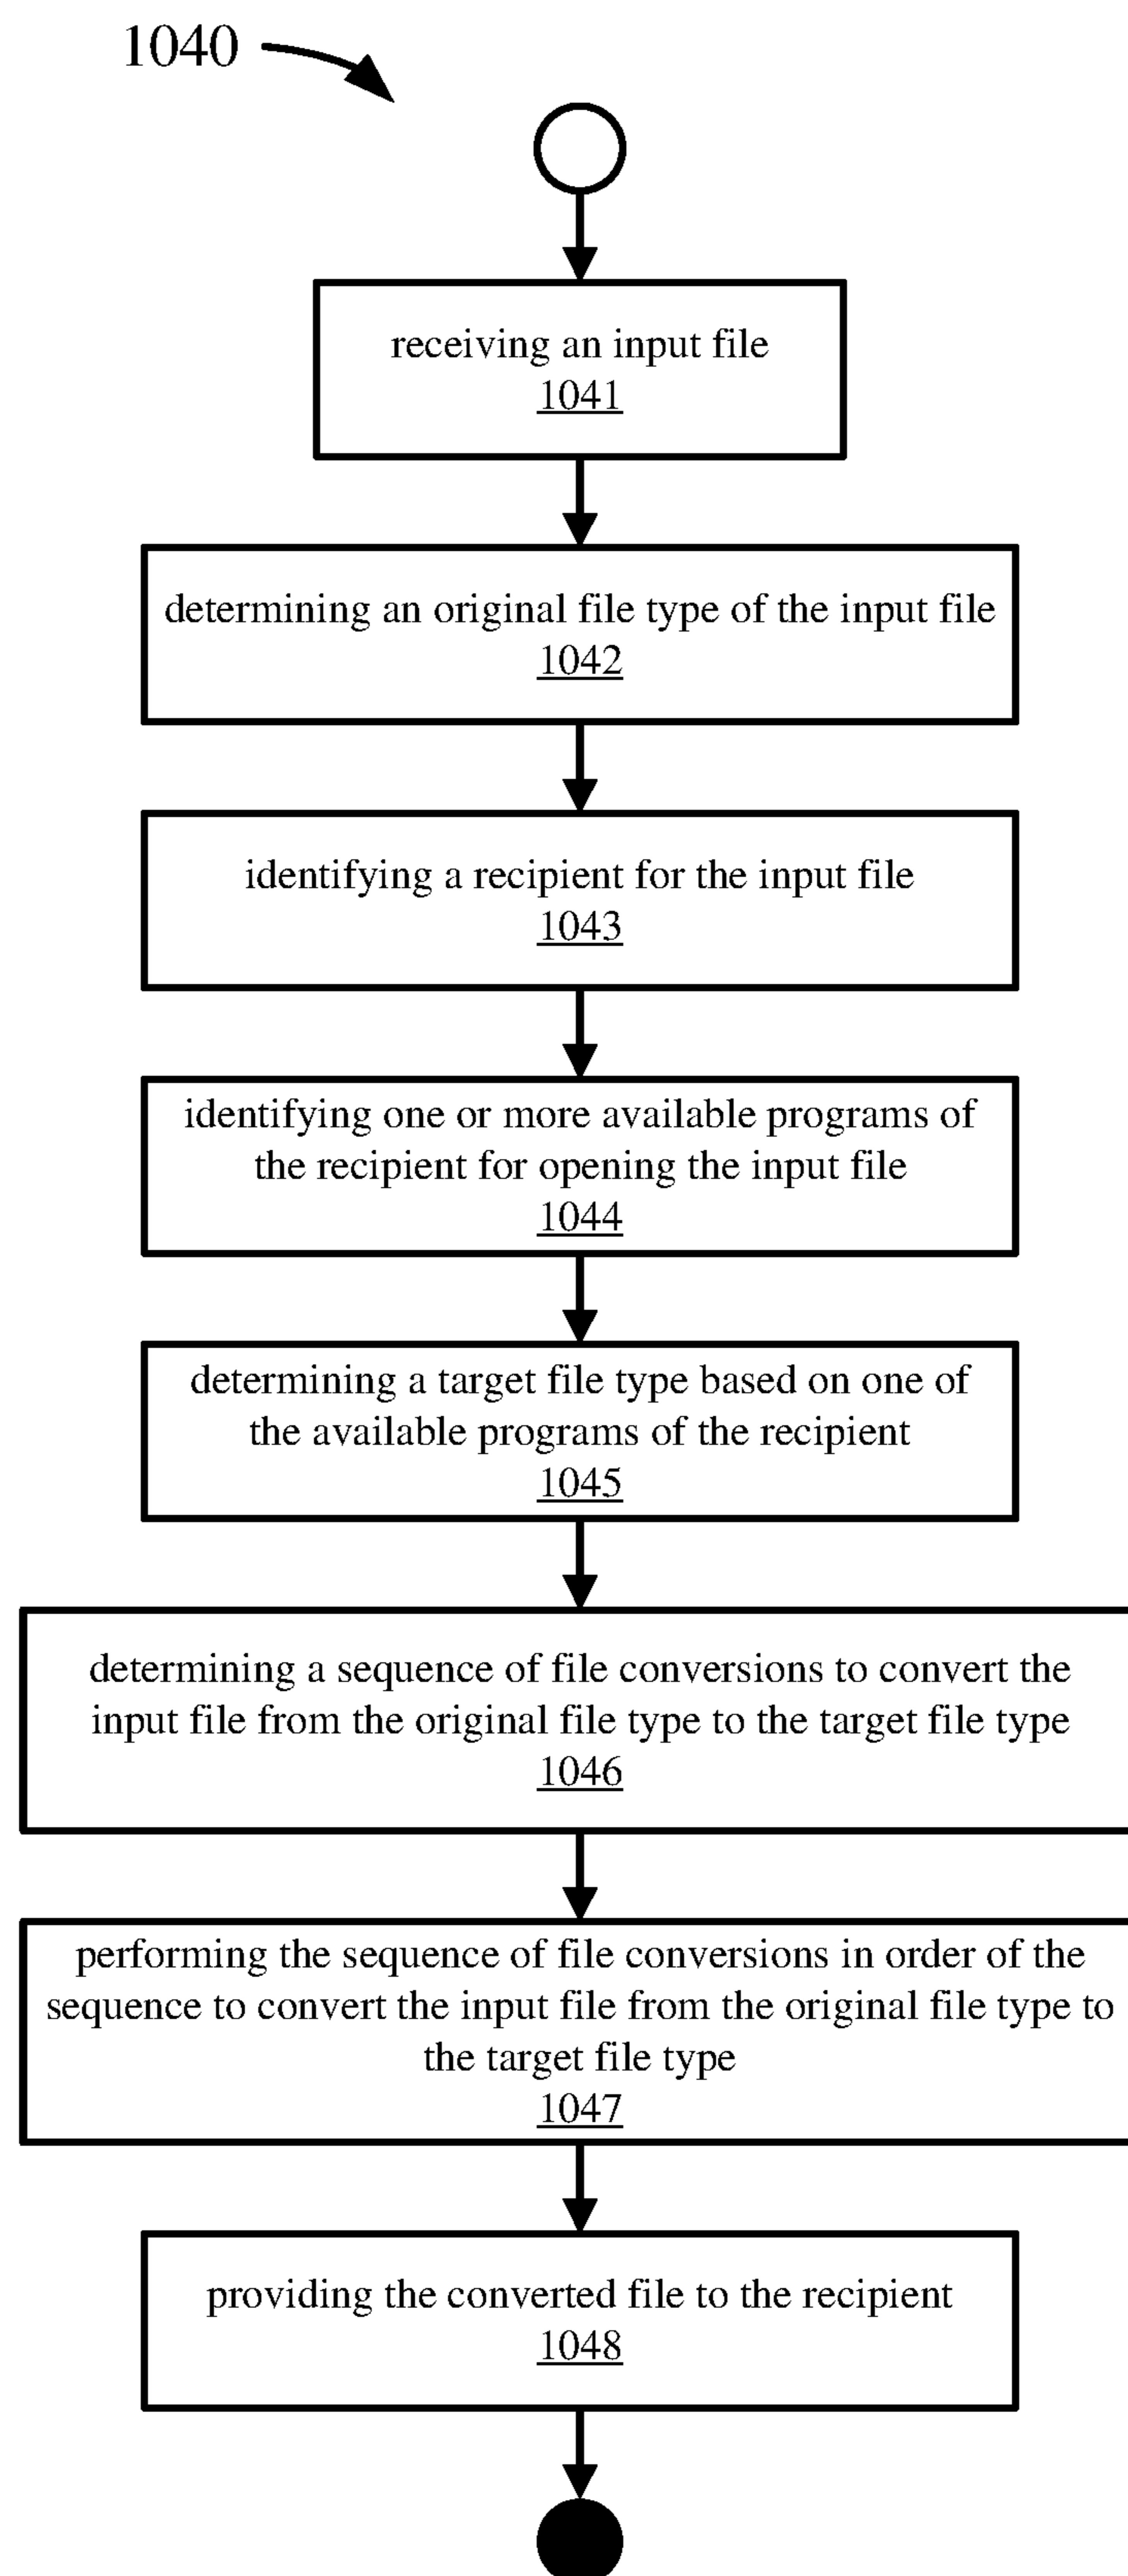 1040
receiving an input file
1041
determining an original file type of the input file
1042
identifying a recipient for the input file
1043
identifying one or more available programs of
the recipient for opening the input file
1044
determining a target file type based on one of
the available programs of the recipient
1045
determining a sequence of file conversions to convert the
input file from the original file type to the target file type
1046
performing the sequence of file conversions in order of the
sequence to convert the input file from the original file type to
the target file type
1047
providing the converted file to the recipient
1048